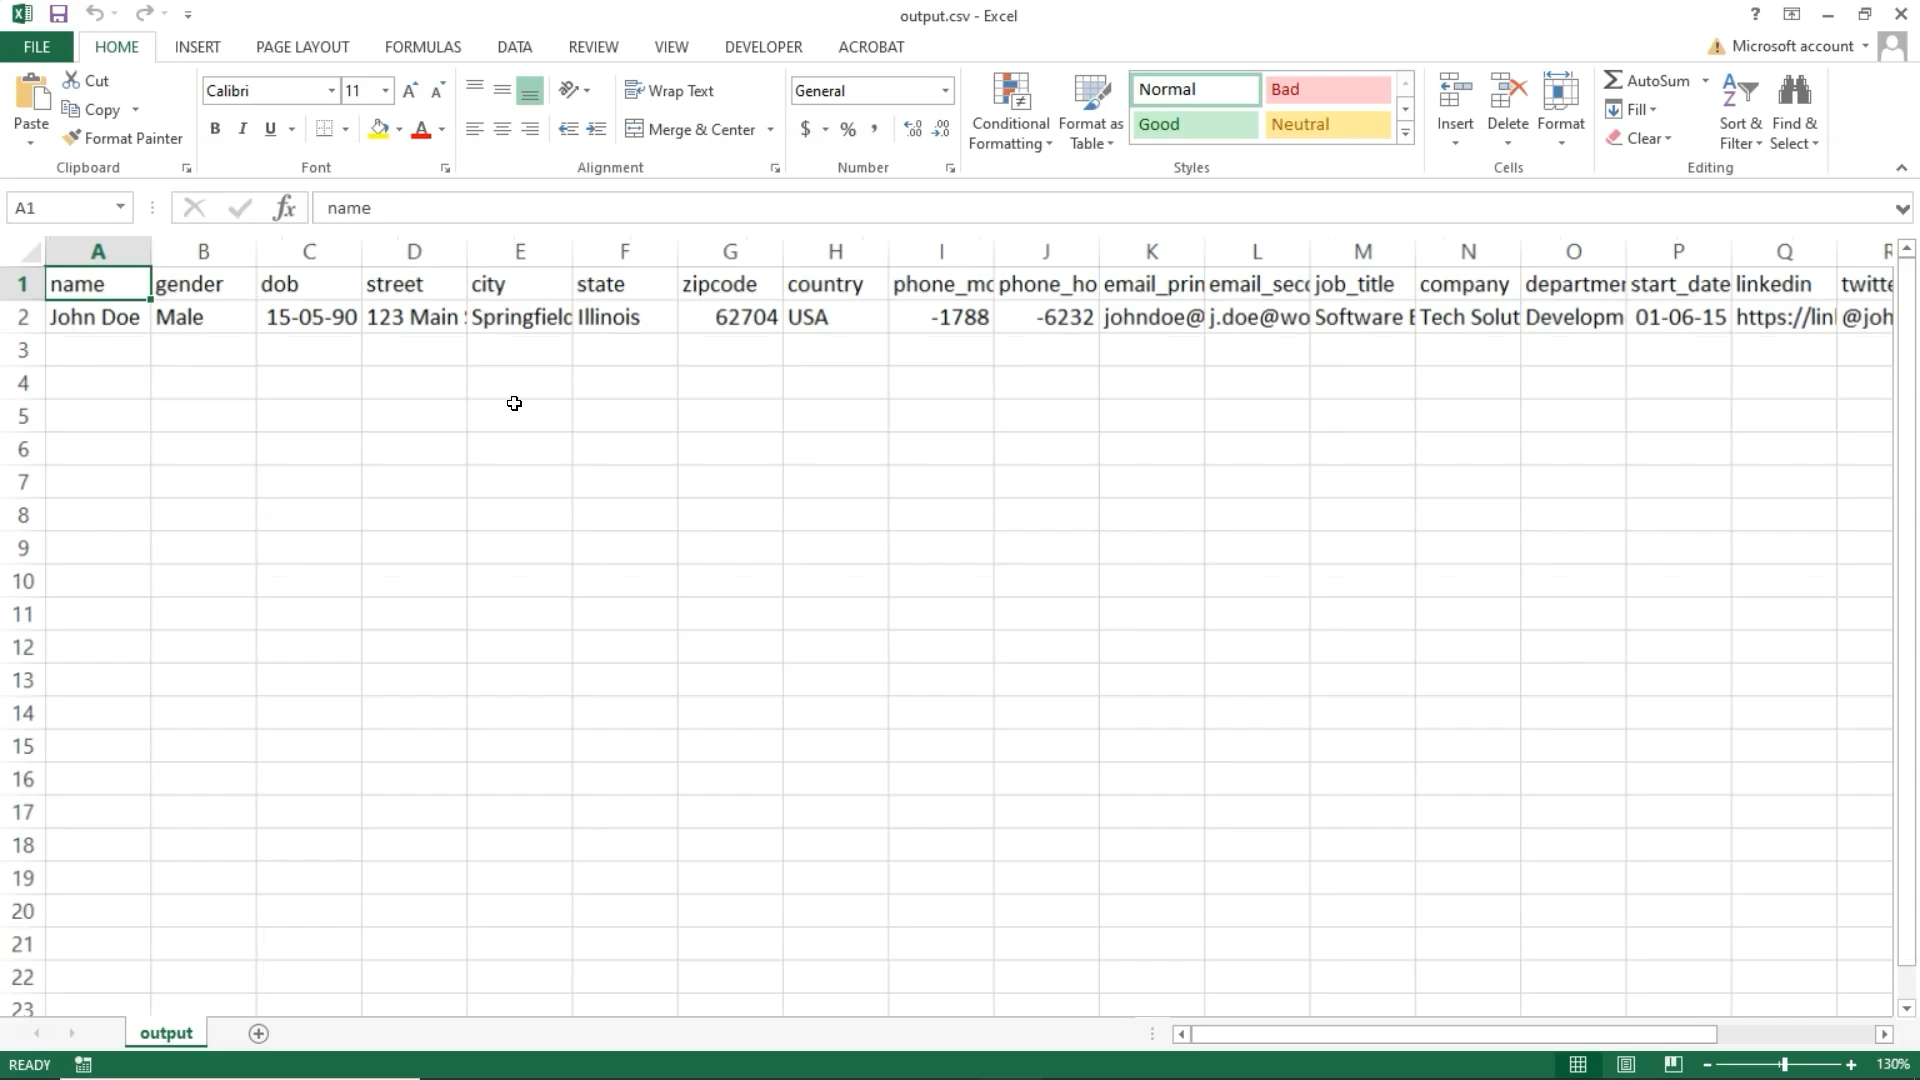 output.csv - Excel
?
FILE HOME INSERT PAGE LAYOUT FORMULAS DATA REVIEW VIEW DEVELOPER ACROBAT Microsoft account
Paste Cut Copy Format Painter
Calibri 11
B I U
Wrap Text
Merge & Center
General
$ % ,
Conditional Formatting
Format as Table
Normal Bad
Good Neutral
Insert Delete Format
AutoSum
Fill
Clear
Sort & Filter
Find & Select
Clipboard Font Alignment Number Styles Cells Editing
A1 fx name
A B C D E F G H I J K L M N O P Q R
1 name gender dob street city state zipcode country phone_mo phone_ho email_prin email_seco job_title company departmen start_date linkedin twitte
2 John Doe Male 15-05-90 123 Main Springfield Illinois 62704 USA -1788 -6232 johndoe@ j.doe@wo Software E Tech Solut Developm 01-06-15 https://lin @joh
3
4
5
6
7
8
9
10
11
12
13
14
15
16
17
18
19
20
21
22
23
output
READY 130%